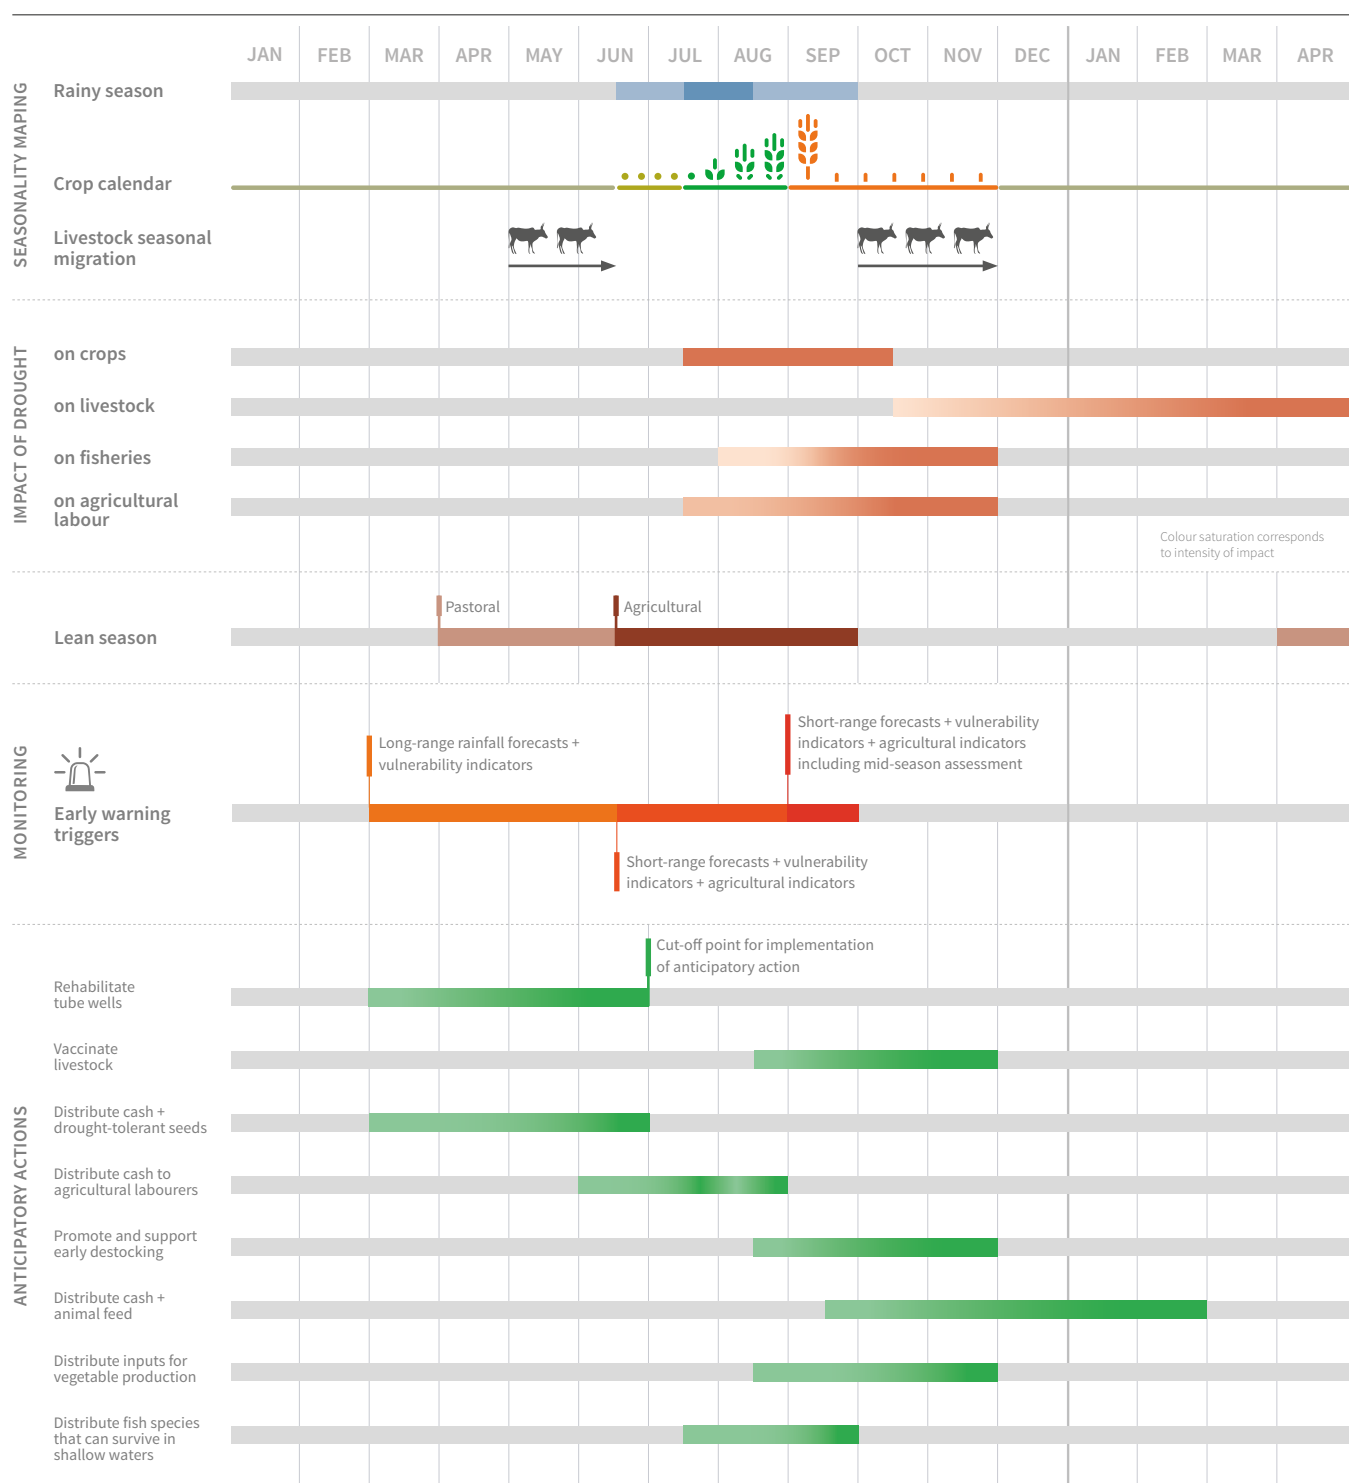 JAN FEB MAR APR MAY JUN JUL AUG SEP OCT NOV DEC JAN FEB MAR APR
SEASONALITY MAPING
Rainy season
Crop calendar
Livestock seasonal
migration
IMPACT OF DROUGHT
on crops
on livestock
on fisheries
on agricultural
labour
Colour saturation corresponds
to intensity of impact
Pastoral
Agricultural
Lean season
MONITORING
Short-range forecasts + vulnerability
indicators + agricultural indicators
including mid-season assessment
Long-range rainfall forecasts +
vulnerability indicators
Early warning
triggers
Short-range forecasts + vulnerability
indicators + agricultural indicators
ANTICIPATORY ACTIONS
Cut-off point for implementation
of anticipatory action
Rehabilitate
tube wells
Vaccinate
livestock
Distribute cash +
drought-tolerant seeds
Distribute cash to
agricultural labourers
Promote and support
early destocking
Distribute cash +
animal feed
Distribute inputs for
vegetable production
Distribute fish species
that can survive in
shallow waters